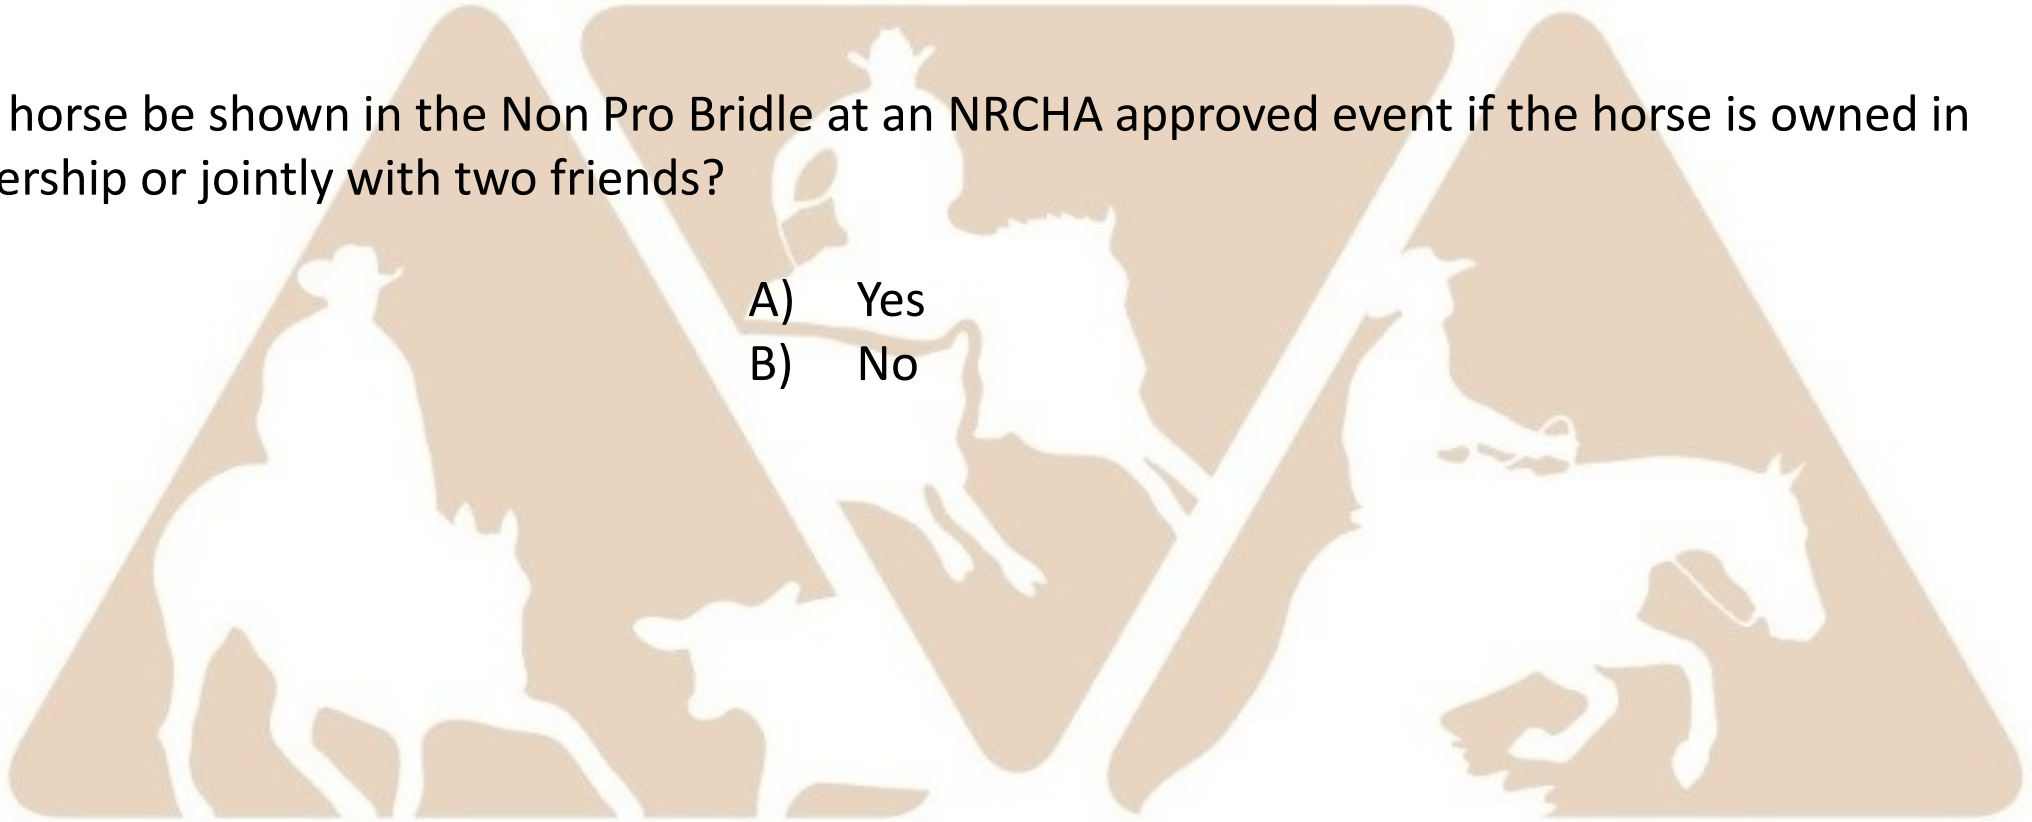 horse be shown in the Non Pro Bridle at an NRCHA approved event if the horse is owned in
ership or jointly with two friends?
A) Yes
B) No